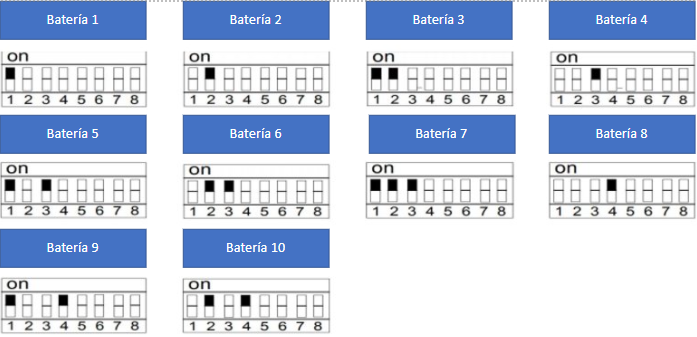 Batería 1
Batería 2
Batería 3
Batería 4
on
on
on
on
1 2 3 4 5 6 7 8
1 2 3 4 5 6 7 8
1 2 3 4 5 6 7 8
1 2 3 4 5 6 7 8
Batería 5
Batería 6
Batería 7
Batería 8
on
on
on
on
1 2 3 4 5 6 7 8
1 2 3 4 5 6 7 8
1 2 3 4 5 6 7 8
1 2 3 4 5 6 7 8
Batería 9
Batería 10
on
on
1 2 3 4 5 6 7 8
1 2 3 4 5 6 7 8